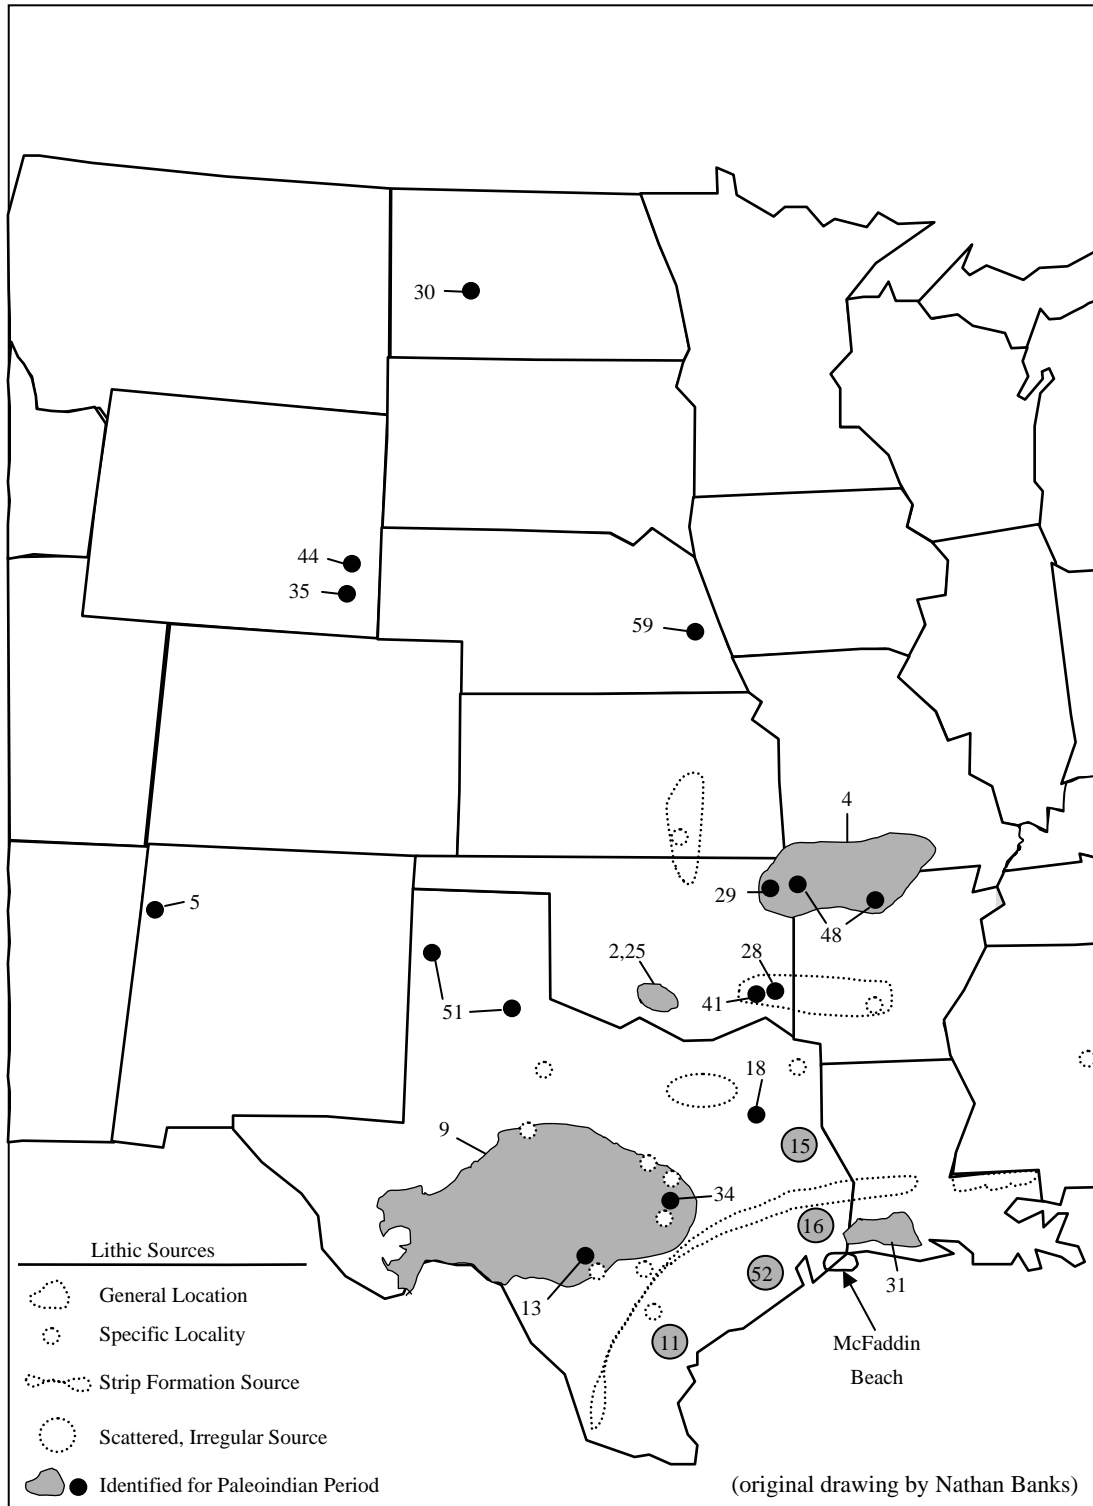 30
44
35
59
4
5
29
48
2,25
28
41
51
18
9
15
34
16
52
31
13
11
McFaddin
Beach
Lithic Sources
General Location
Specific Locality
Strip Formation Source
Scattered, Irregular Source
Identified for Paleoindian Period
(original drawing by Nathan Banks)